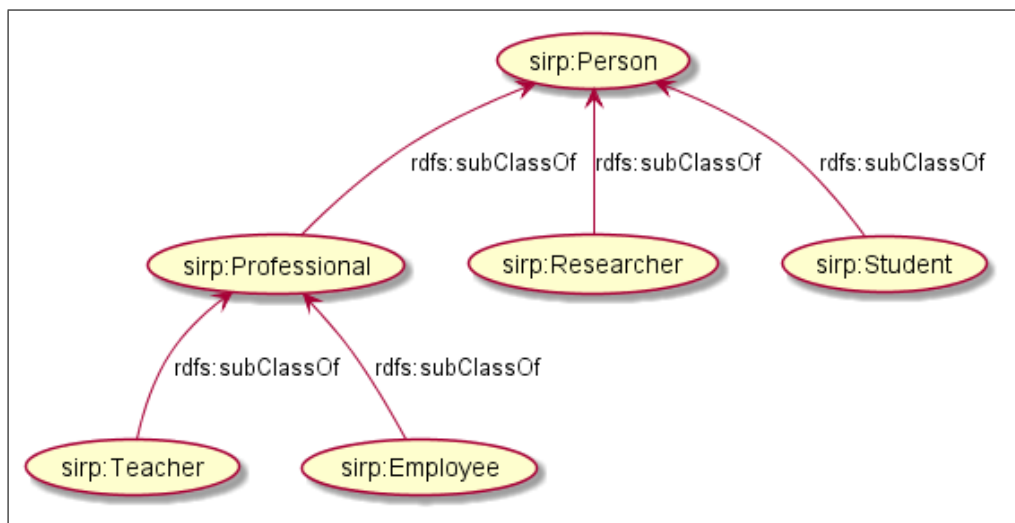 sirp:Person
rdfs:subClassOf rdfs:subClassOf rdfs:subClassOf
sirp:Professional sirp:Researcher sirp:Student
rdfs:subClassOf rdfs:subClassOf
sirp:Teacher sirp:Employee